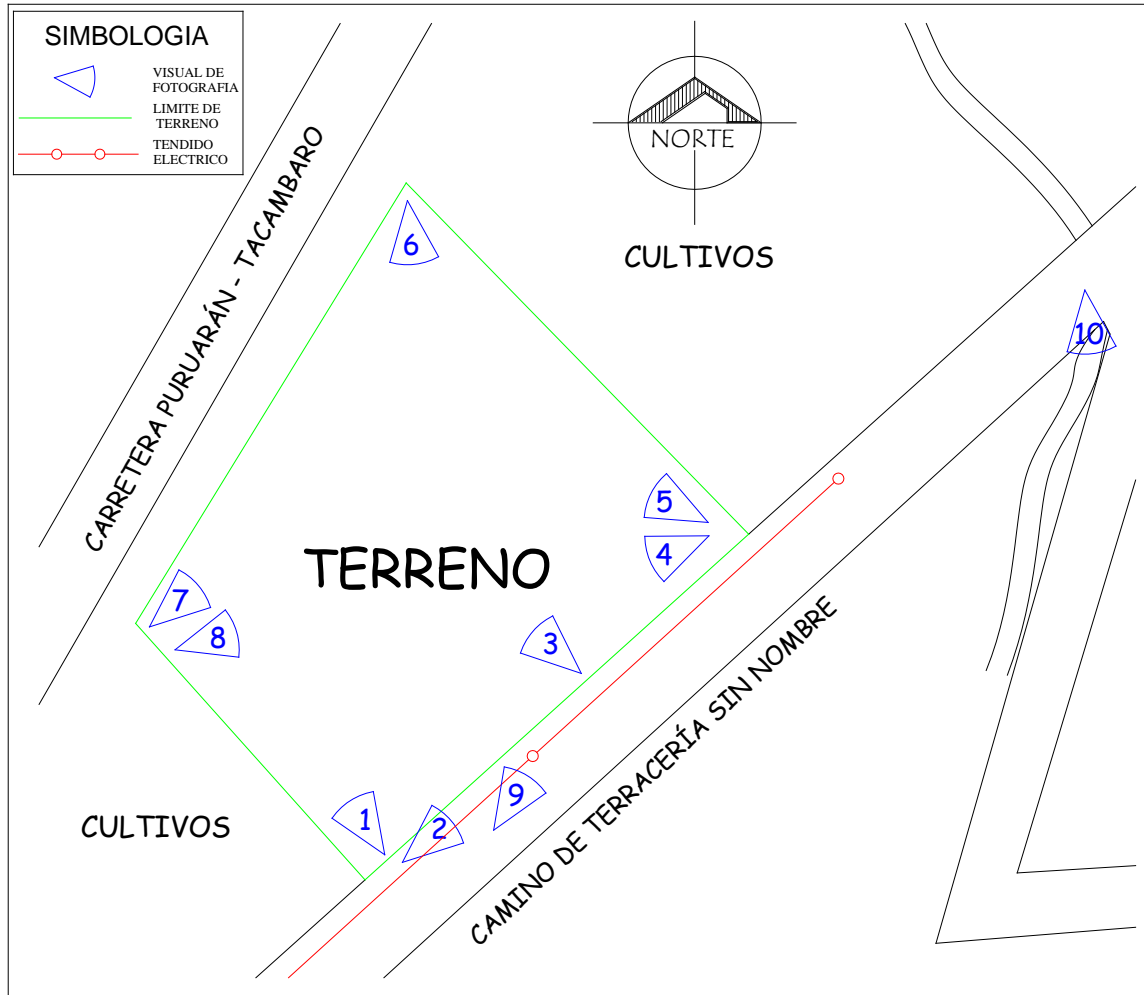 SIMBOLOGIA
VISUAL DE
FOTOGRAFIA
LIMITE DE
TERRENO
TENDIDO
ELECTRICO
NORTE
CARRETERA PURUARÁN - TACAMBARO
CULTIVOS
6
10
5
4
TERRENO
7
8
3
9
1
2
CULTIVOS
CAMINO DE TERRACERÍA SIN NOMBRE